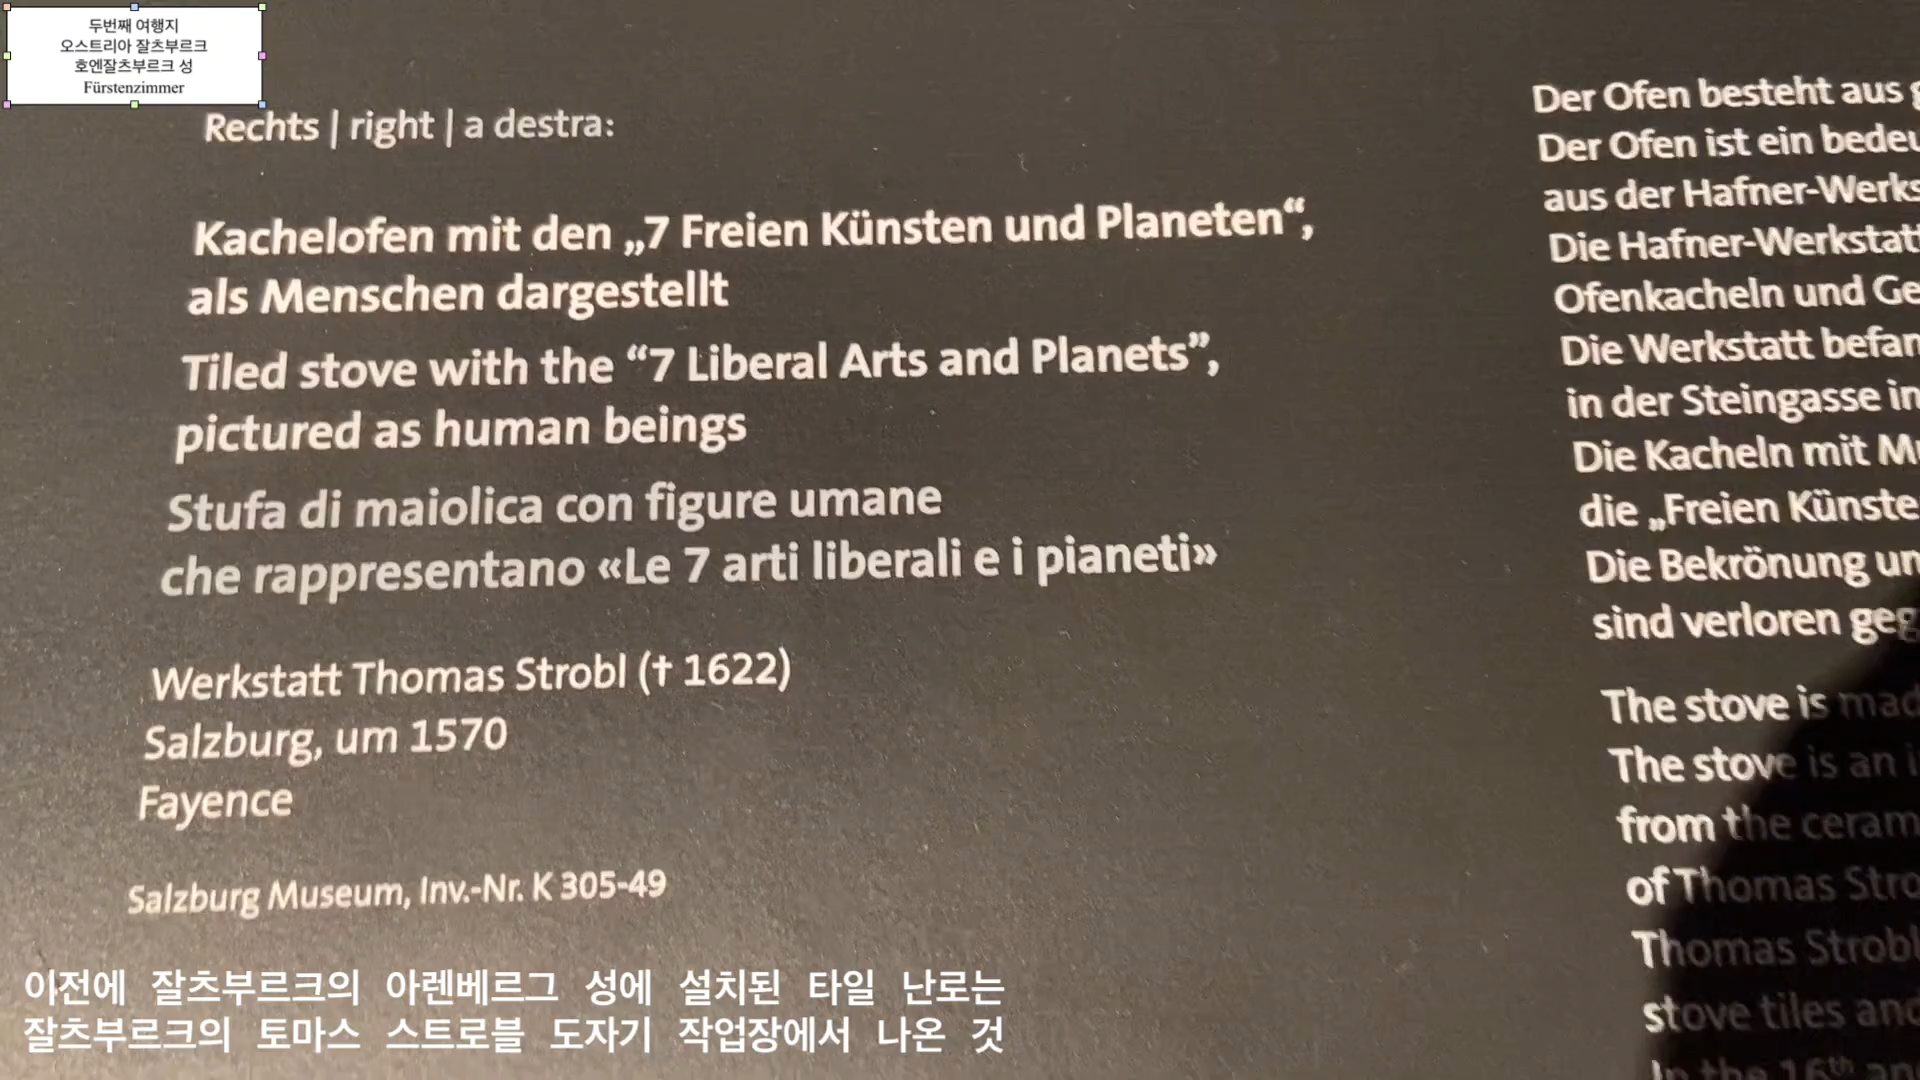 두번째 여행지
오스트리아 잘츠부르크
호엔잘츠부르크 성
Fürstenzimmer
Rechts | right | a destra:
Kachelofen mit den „7 Freien Künsten und Planeten“,
als Menschen dargestellt
Tiled stove with the “7 Liberal Arts and Planets”,
pictured as human beings
Stufa di maiolica con figure umane
che rappresentano «Le 7 arti liberali e i pianeti»
Werkstatt Thomas Strobl († 1622)
Salzburg, um 1570
Fayence
Salzburg Museum, Inv.-Nr. K 305-49
Der Ofen besteht aus
Der Ofen ist ein
aus der
Die
Ofenkacheln und
Die Werkstatt
in der Steingasse
Die Kacheln mit
die „Freien Künste
Die Bekrönung
sind verloren
The stove is
The stove is an
from the
of Thomas
Thomas Strobl
stove tiles
In the 16th
이전에 잘츠부르크의 아렌베르그 성에 설치된 타일 난로는
잘츠부르크의 토마스 스트로블 도자기 작업장에서 나온 것